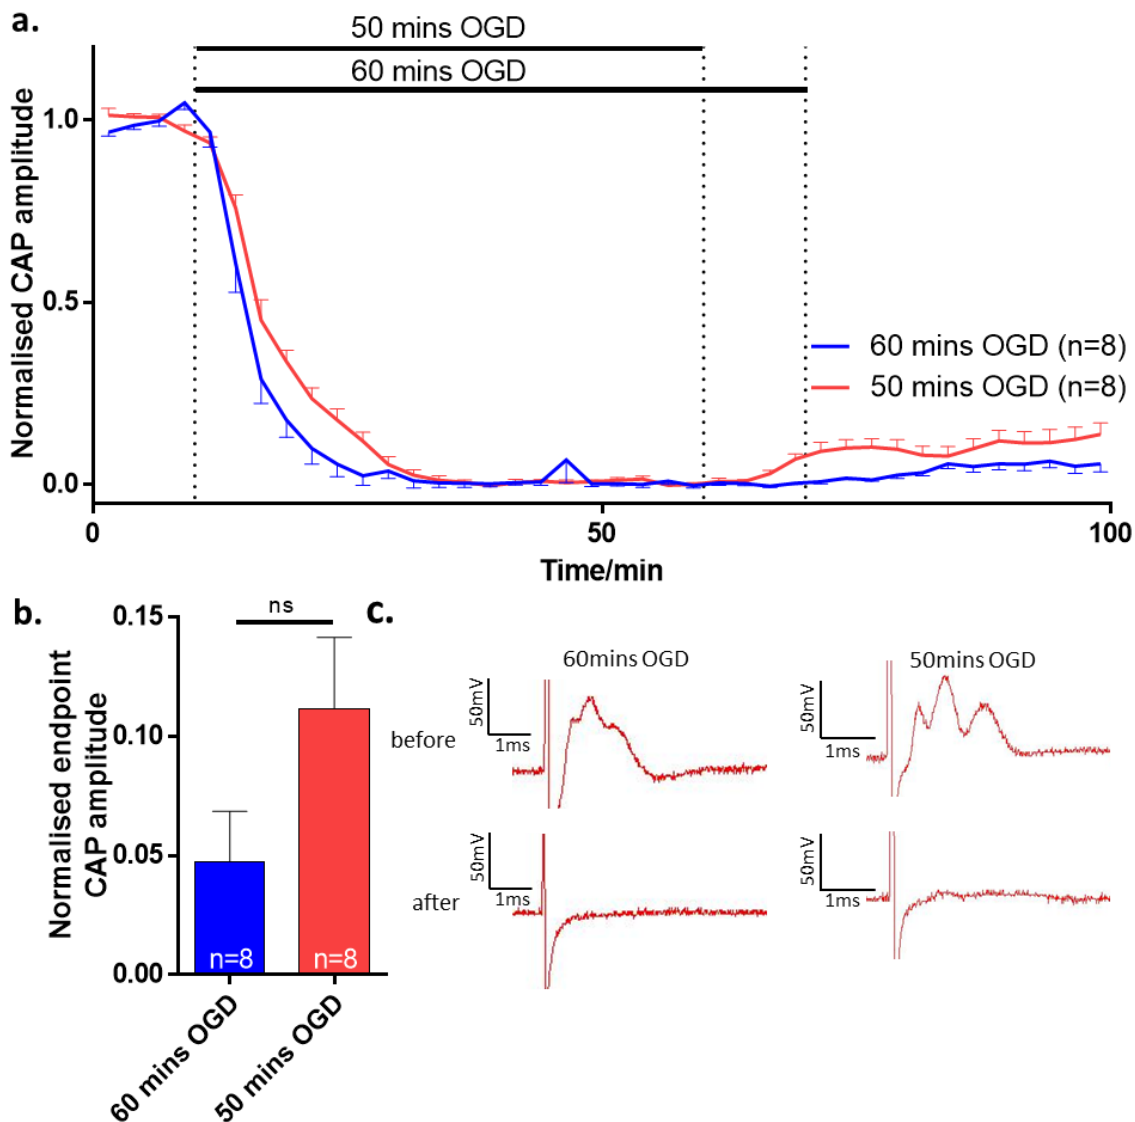 a.
50 mins OGD
60 mins OGD
Normalised CAP amplitude
1.0
0.5
0.0
60 mins OGD (n=8)
50 mins OGD (n=8)
0
50
100
Time/min
b.
ns
Normalised endpoint
CAP amplitude
0.15
0.10
0.05
0.00
n=8
n=8
60 mins OGD
50 mins OGD
c.
60mins OGD
50mins OGD
before
50mV
1ms
50mV
1ms
after
50mV
1ms
50mV
1ms